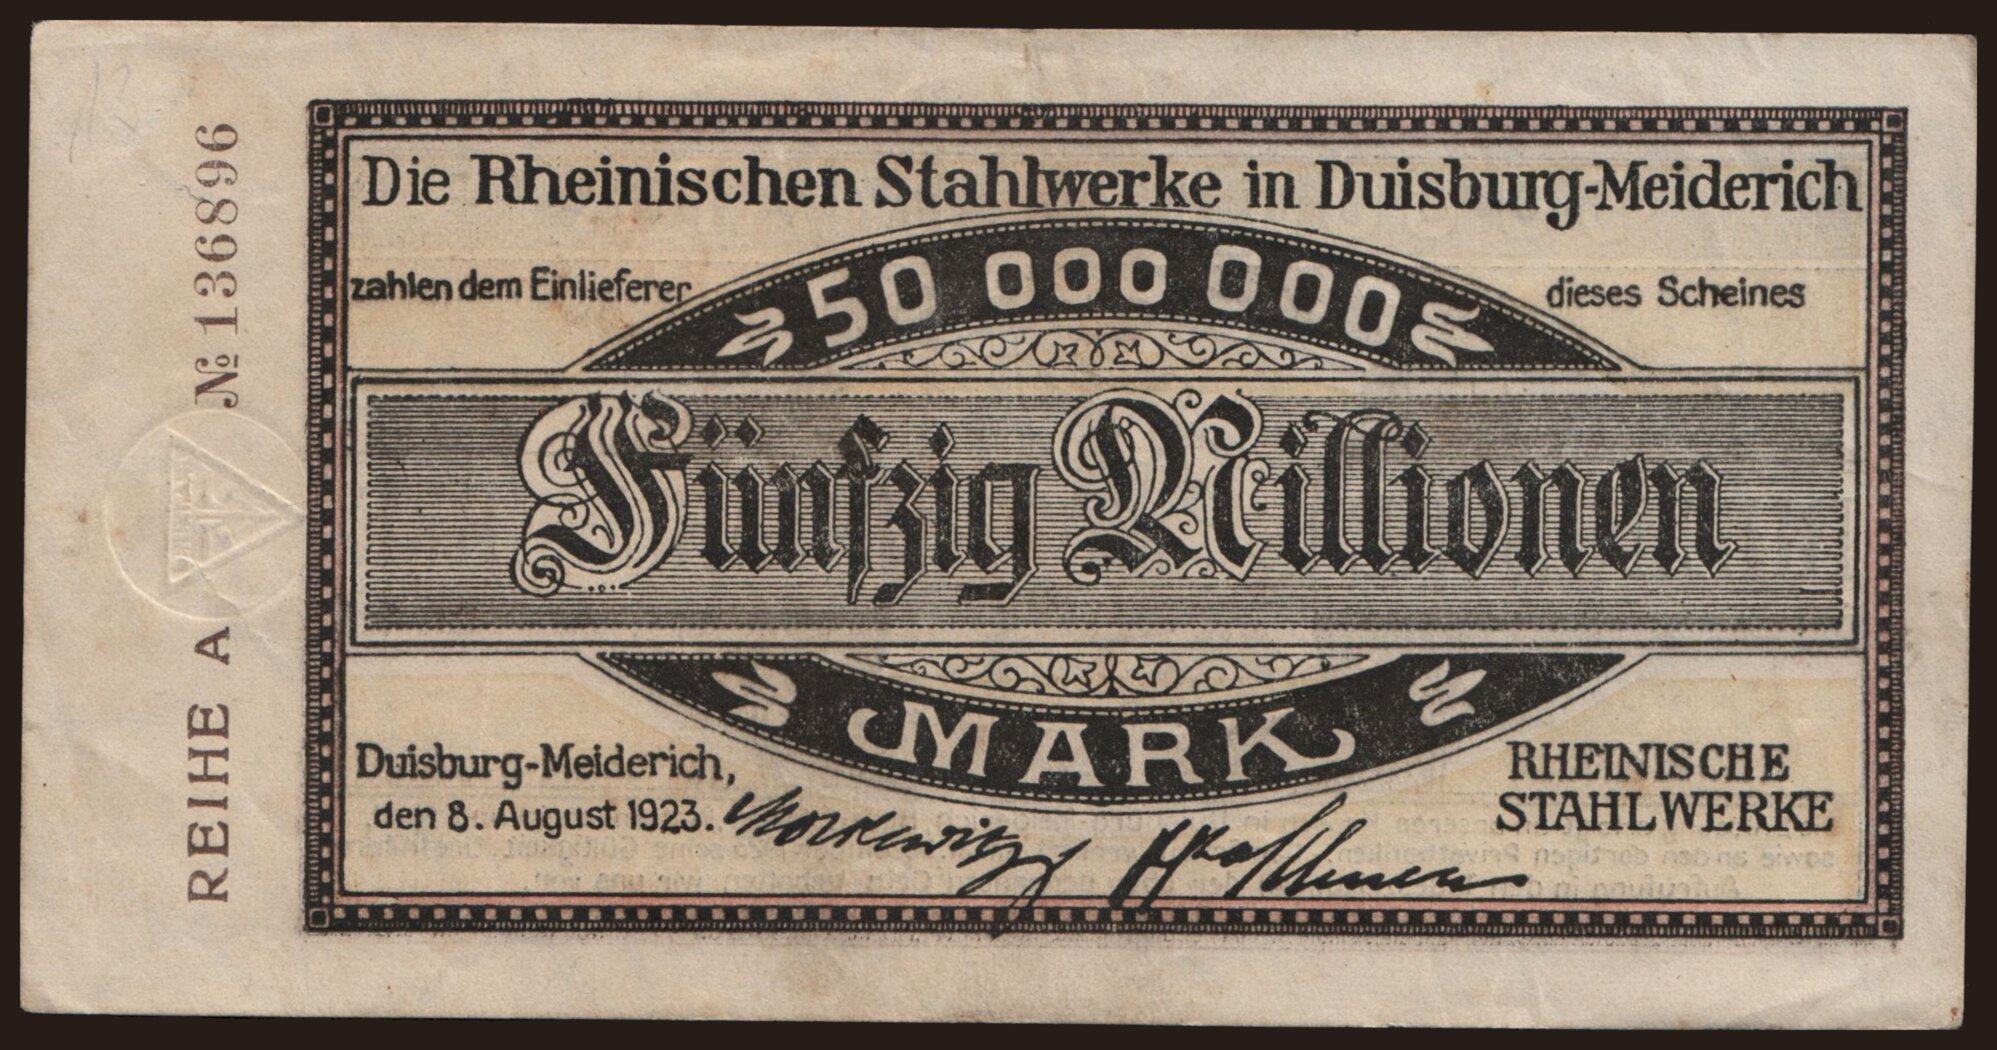 Die Rheinischen Stahlwerke in Duisburg-Meiderich
zahlen dem Einlieferer
50 000 000
dieses Scheines
Fünfzig Millionen
MARK
Duisburg-Meiderich,
den 8. August 1923.
RHEINISCHE
STAHLWERKE
№ 136896
REIHE A